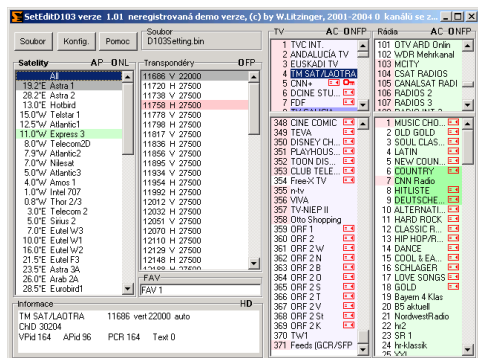 SetEditD103 verze 1.01 neregistrovaná demo verze, (c) by W.Litzinger, 2001-2004 0 kanálů se z...
Soubor
Konfig.
Pomoc
Soubor
D103Setting.bin
Satelity AP ONL
All
19.2°E Astra 1
28.2°E Astra 2
13.0°E Hotbird
15.0°W Telstar 1
12.5°W Atlantic1
11.0°W Express 3
8.0°W Telecom2D
7.9°W Atlantic2
7.0°W Nilesat
5.0°W Atlantic3
4.0°W Amos 1
1.0°W Intel 707
0.8°W Thor 2/3
3.0°E Telecom 2
5.0°E Sirius 2
7.0°E Eutel W3
10.0°E Eutel W1
16.0°E Eutel W2
21.5°E Eutel F3
23.5°E Astra 3A
26.0°E Arab 2A
28.5°E Eurobird1
Transpondéry OFP
11686 V 22000
11720 H 27500
11738 V 27500
11758 H 27500
11778 V 27500
11798 H 27500
11817 V 27500
11836 H 27500
11856 V 27500
11895 V 27500
11934 V 27500
11954 H 27500
11992 H 27500
12012 V 27500
12032 H 27500
12051 V 27500
12070 H 27500
12110 H 27500
12129 V 27500
12148 H 27500
12188 H 27500
FAV
FAV 1
Informace HD
TM SAT/LAOTRA 11686 vert 22000 auto
ChID 30204
VPid 164 APid 96 PCR 164 Text 0
TV AC ONFP
1 TVC INT.
2 ANDALUCÍA TV
3 EUSKADI TV
4 TM SAT/LAOTRA
5 CNN+
6 DCINE STU...
7 FDF
348 CINE COMIC
349 TEVA
350 DISNEY CH...
351 PLAYHOUS...
352 TOON DIS...
353 CLUB TELE...
354 Free-X TV
355 n-tv
356 VIVA
357 TV-NIEP II
358 Otto Shopping
359 ORF 1
360 ORF 2
361 ORF 2 W
362 ORF 2 N
363 ORF 2 B
364 ORF 2 O
365 ORF 2 S
366 ORF 2 T
367 ORF 2 V
368 ORF 2 St
369 ORF 2 K
370 TW1
371 Feeds (GCR/SFP
Rádia AC ONFP
101 OTV ARD Onlin
102 WDR Mehrkanal
103 MCITY
104 CSAT RADIOS
105 CANALSAT RADI
106 RADIOS 2
107 RADIOS 3
1 MUSIC CHO...
2 OLD GOLD
3 SOUL CLAS...
4 LATIN
5 NEW COUN...
6 COUNTRY
7 CNN Radio
8 HITLISTE
9 DEUTSCHE...
10 ALTERNATI...
11 HARD ROCK
12 CLASSIC R...
13 HIP HOP/R...
14 DANCE
15 COOL & EA...
16 SCHLAGER
17 LOVE SONGS
18 GOLD
19 Bayern 4 Klas
20 B5 aktuell
21 NordwestRadio
22 hr2
23 SR 1
24 hr-klassik
25 XXL